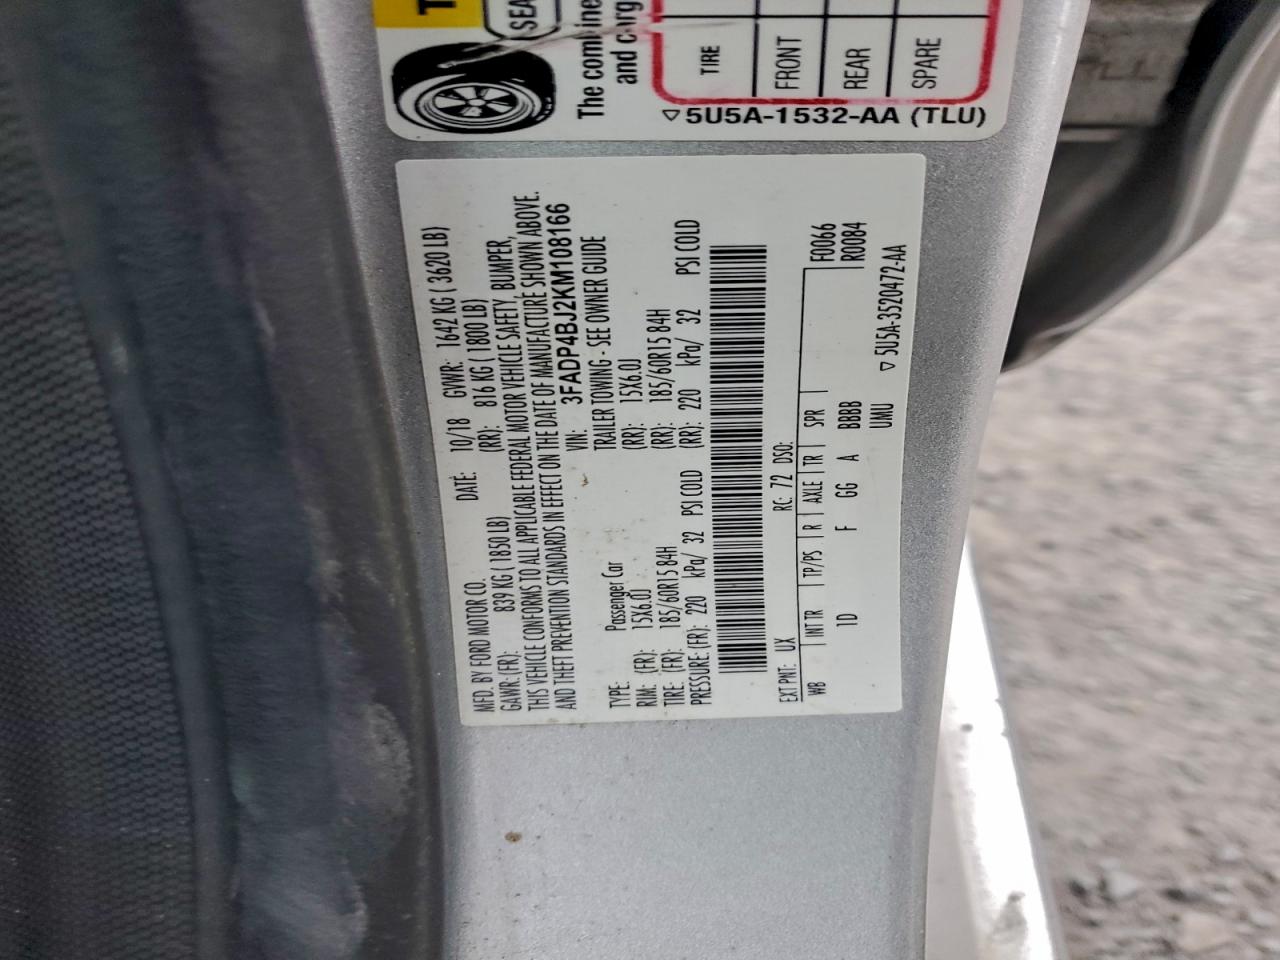 T
SEA
The combine
and carg
TIRE
FRONT
REAR
SPARE
5U5A-1532-AA (TLU)
MFD. BY FORD MOTOR CO. DATE: 10/18 GVWR: 1642 KG ( 3620 LB)
GAWR: (FR): 839 KG ( 1850 LB) (RR): 816 KG ( 1800 LB)
THIS VEHICLE CONFORMS TO ALL APPLICABLE FEDERAL MOTOR VEHICLE SAFETY, BUMPER,
AND THEFT PREVENTION STANDARDS IN EFFECT ON THE DATE OF MANUFACTURE SHOWN ABOVE.
VIN: 3FADP4BJ2KM108166
TYPE: Passenger Car TRAILER TOWING - SEE OWNER GUIDE
RIM: (FR): 15X6.0J (RR): 15X6.0J
TIRE: (FR): 185/60R15 84H (RR): 185/60R15 84H
PRESSURE: (FR): 220 kPa/ 32 PSI COLD (RR): 220 kPa/ 32 PSI COLD
EXT PNT: UX RC: 72 DSO: F0066
WB INT TR TP/PS R AXLE TR SPR R0084
1D F GG A BBBB
UMU 5U5A-3520472-AA